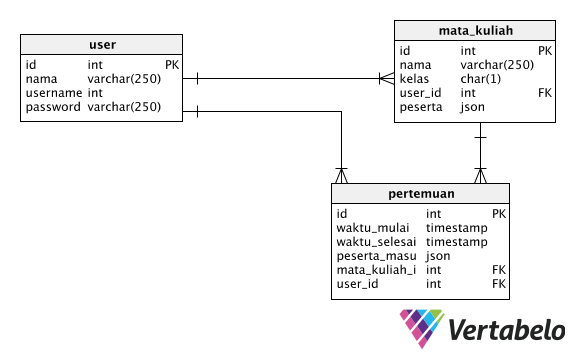 user
id int PK
nama varchar(250)
username int
password varchar(250)
mata_kuliah
id int PK
nama varchar(250)
kelas char(1)
user_id int FK
peserta json
pertemuan
id int PK
waktu_mulai timestamp
waktu_selesai timestamp
peserta_masu json
mata_kuliah_i int FK
user_id int FK
Vertabelo